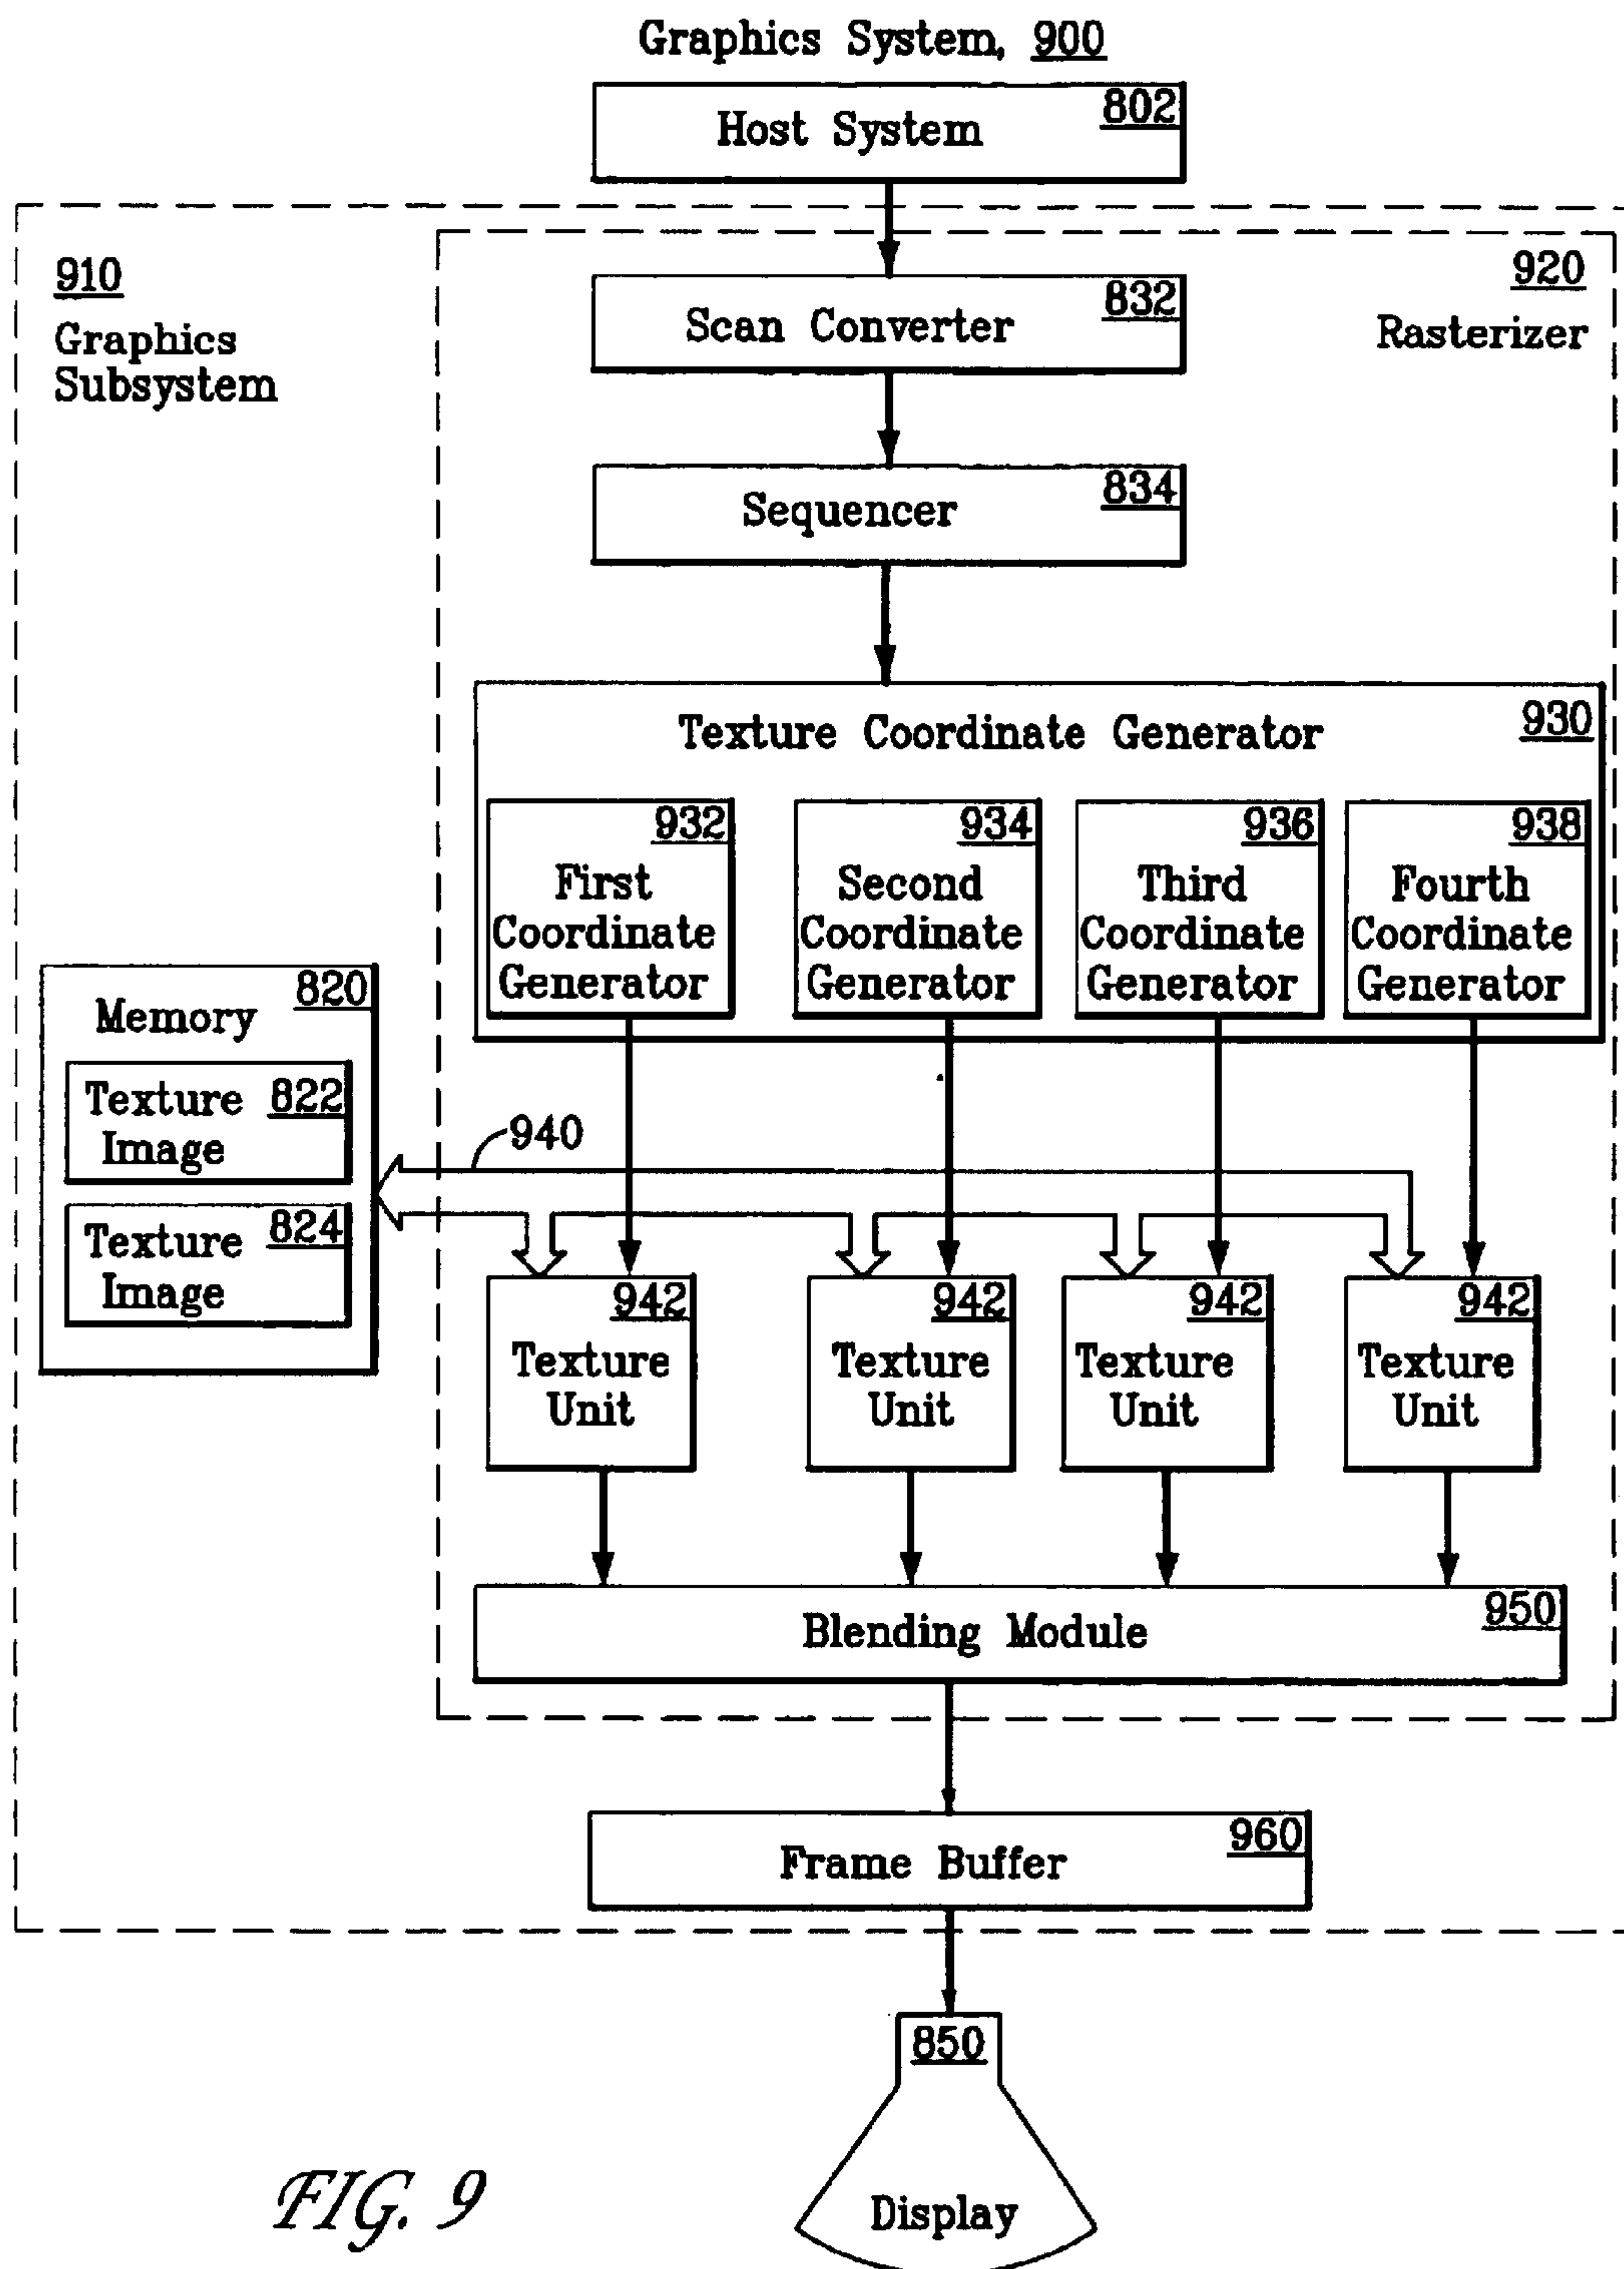 Graphics System, 900
802
Host System
910
Graphics
Subsystem
920
Rasterizer
832
Scan Converter
834
Sequencer
930
Texture Coordinate Generator
932
First
Coordinate
Generator
934
Second
Coordinate
Generator
936
Third
Coordinate
Generator
938
Fourth
Coordinate
Generator
820
Memory
Texture 822
Image
Texture 824
Image
940
942
Texture
Unit
942
Texture
Unit
942
Texture
Unit
942
Texture
Unit
950
Blending Module
960
Frame Buffer
850
Display
FIG. 9